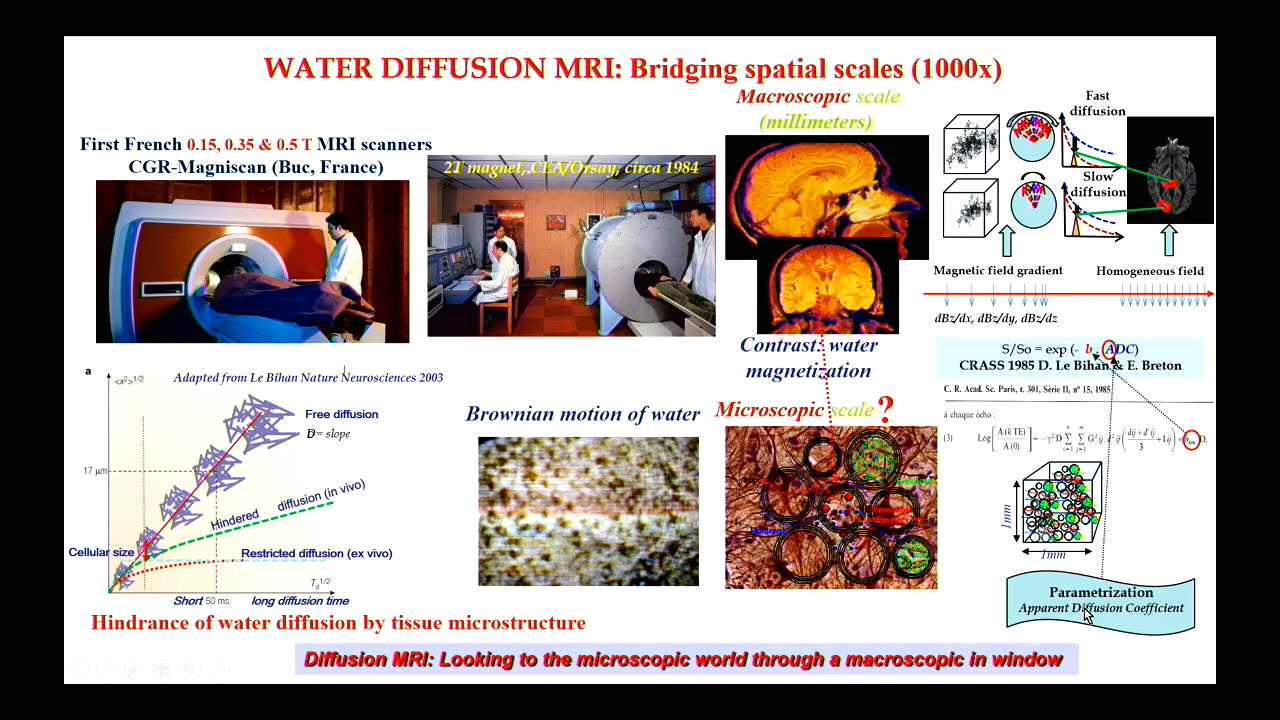 WATER DIFFUSION MRI: Bridging spatial scales (1000x)
First French 0.15, 0.35 & 0.5 T MRI scanners
CGR-Magniscan (Buc, France)
2T magnet, CEA/Orsay, circa 1984
Macroscopic scale
(millimeters)
Fast
diffusion
Slow
diffusion
Magnetic field gradient
Homogeneous field
dBz/dx, dBz/dy, dBz/dz
Contrast: water
magnetization
S/So = exp (- b . ADC)
CRASS 1985 D. Le Bihan & E. Breton
C. R. Acad. Sc. Paris, t. 301, Série II, nº 15, 1985
à chaque écho :
a
<x²>1/2
Adapted from Le Bihan Nature Neurosciences 2003
Free diffusion
D= slope
17 µm
Hindered diffusion (in vivo)
Cellular size
Restricted diffusion (ex vivo)
Td1/2
Short 50 ms long diffusion time
Brownian motion of water
Microscopic scale ?
1mm
1mm
Parametrization
Apparent Diffusion Coefficient
Hindrance of water diffusion by tissue microstructure
Diffusion MRI: Looking to the microscopic world through a macroscopic in window